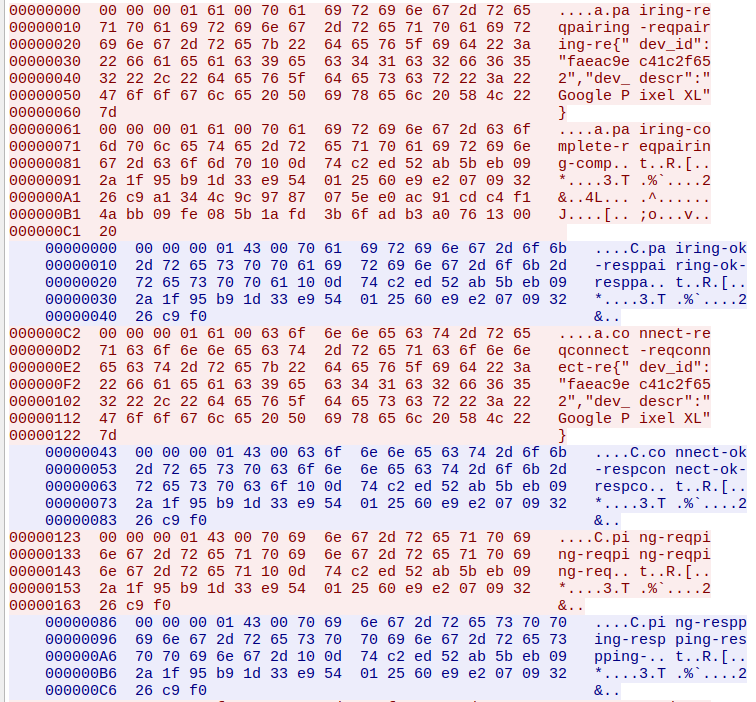 00000000  00 00 00 01 61 00 70 61  69 72 69 6e 67 2d 72 65   ....a.pa iring-re
00000010  71 70 61 69 72 69 6e 67  2d 72 65 71 70 61 69 72   qpairing -reqpair
00000020  69 6e 67 2d 72 65 7b 22  64 65 76 5f 69 64 22 3a   ing-re{" dev_id":
00000030  22 66 61 65 61 63 39 65  63 34 31 63 32 66 36 35   "faeac9e c41c2f65
00000040  32 22 2c 22 64 65 76 5f  64 65 73 63 72 22 3a 22   2","dev_ descr":"
00000050  47 6f 6f 67 6c 65 20 50  69 78 65 6c 20 58 4c 22   Google P ixel XL"
00000060  7d   }
00000061  00 00 00 01 61 00 70 61  69 72 69 6e 67 2d 63 6f   ....a.pa iring-co
00000071  6d 70 6c 65 74 65 2d 72  65 71 70 61 69 72 69 6e   mplete-r eqpairin
00000081  67 2d 63 6f 6d 70 10 0d  74 c2 ed 52 ab 5b eb 09   g-comp.. t..R.[..
00000091  2a 1f 95 b9 1d 33 e9 54  01 25 60 e9 e2 07 09 32   *....3.T .%`....2
000000A1  26 c9 a1 34 4c 9c 97 87  07 5e e0 ac 91 cd c4 f1   &..4L... .^......
000000B1  4a bb 09 fe 08 5b 1a fd  3b 6f ad b3 a0 76 13 00   J....[.. ;o...v..
000000C1  20
00000000  00 00 00 01 43 00 70 61  69 72 69 6e 67 2d 6f 6b   ....C.pa iring-ok
00000010  2d 72 65 73 70 70 61 69  72 69 6e 67 2d 6f 6b 2d   -resppai ring-ok-
00000020  72 65 73 70 70 61 10 0d  74 c2 ed 52 ab 5b eb 09   resppa.. t..R.[..
00000030  2a 1f 95 b9 1d 33 e9 54  01 25 60 e9 e2 07 09 32   *....3.T .%`....2
00000040  26 c9 f0   &..
000000C2  00 00 00 01 61 00 63 6f  6e 6e 65 63 74 2d 72 65   ....a.co nnect-re
000000D2  71 63 6f 6e 6e 65 63 74  2d 72 65 71 63 6f 6e 6e   qconnect -reqconn
000000E2  65 63 74 2d 72 65 7b 22  64 65 76 5f 69 64 22 3a   ect-re{" dev_id":
000000F2  22 66 61 65 61 63 39 65  63 34 31 63 32 66 36 35   "faeac9e c41c2f65
00000102  32 22 2c 22 64 65 76 5f  64 65 73 63 72 22 3a 22   2","dev_ descr":"
00000112  47 6f 6f 67 6c 65 20 50  69 78 65 6c 20 58 4c 22   Google P ixel XL"
00000122  7d   }
00000043  00 00 00 01 43 00 63 6f  6e 6e 65 63 74 2d 6f 6b   ....C.co nnect-ok
00000053  2d 72 65 73 70 63 6f 6e  6e 65 63 74 2d 6f 6b 2d   -respcon nect-ok-
00000063  72 65 73 70 63 6f 10 0d  74 c2 ed 52 ab 5b eb 09   respco.. t..R.[..
00000073  2a 1f 95 b9 1d 33 e9 54  01 25 60 e9 e2 07 09 32   *....3.T .%`....2
00000083  26 c9 f0   &..
00000123  00 00 00 01 43 00 70 69  6e 67 2d 72 65 71 70 69   ....C.pi ng-reqpi
00000133  6e 67 2d 72 65 71 70 69  6e 67 2d 72 65 71 70 69   ng-reqpi ng-reqpi
00000143  6e 67 2d 72 65 71 10 0d  74 c2 ed 52 ab 5b eb 09   ng-req.. t..R.[..
00000153  2a 1f 95 b9 1d 33 e9 54  01 25 60 e9 e2 07 09 32   *....3.T .%`....2
00000163  26 c9 f0   &..
00000086  00 00 00 01 43 00 70 69  6e 67 2d 72 65 73 70 70   ....C.pi ng-respp
00000096  69 6e 67 2d 72 65 73 70  70 69 6e 67 2d 72 65 73   ing-resp ping-res
000000A6  70 70 69 6e 67 2d 10 0d  74 c2 ed 52 ab 5b eb 09   pping-.. t..R.[..
000000B6  2a 1f 95 b9 1d 33 e9 54  01 25 60 e9 e2 07 09 32   *....3.T .%`....2
000000C6  26 c9 f0   &..